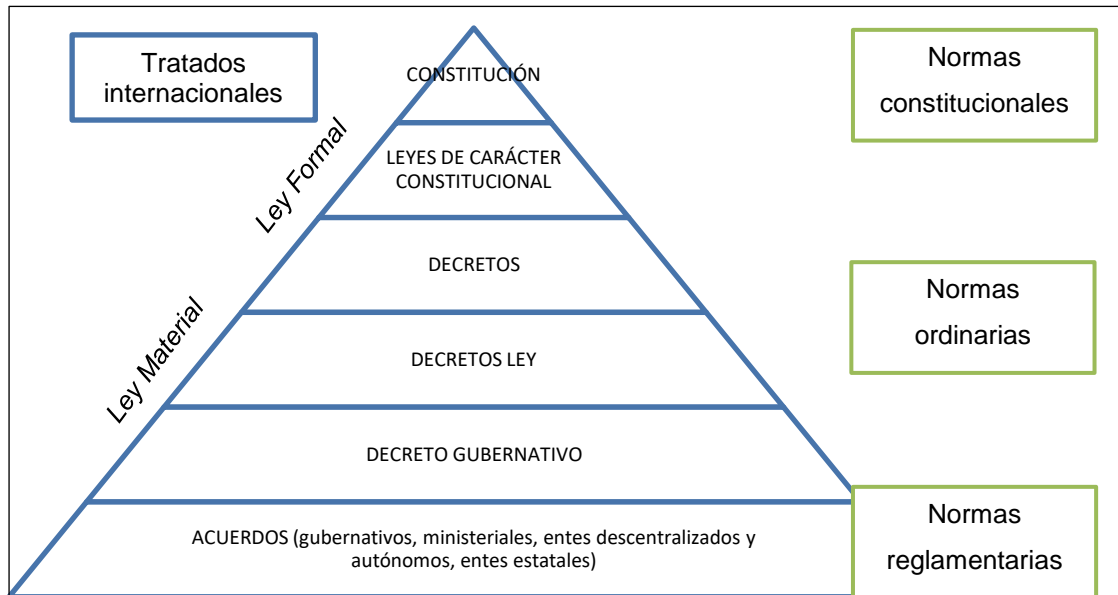 Tratados
internacionales
CONSTITUCIÓN
Normas
constitucionales
Ley Formal
LEYES DE CARÁCTER
CONSTITUCIONAL
DECRETOS
Normas
ordinarias
Ley Material
DECRETOS LEY
DECRETO GUBERNATIVO
ACUERDOS (gubernativos, ministeriales, entes descentralizados y
autónomos, entes estatales)
Normas
reglamentarias